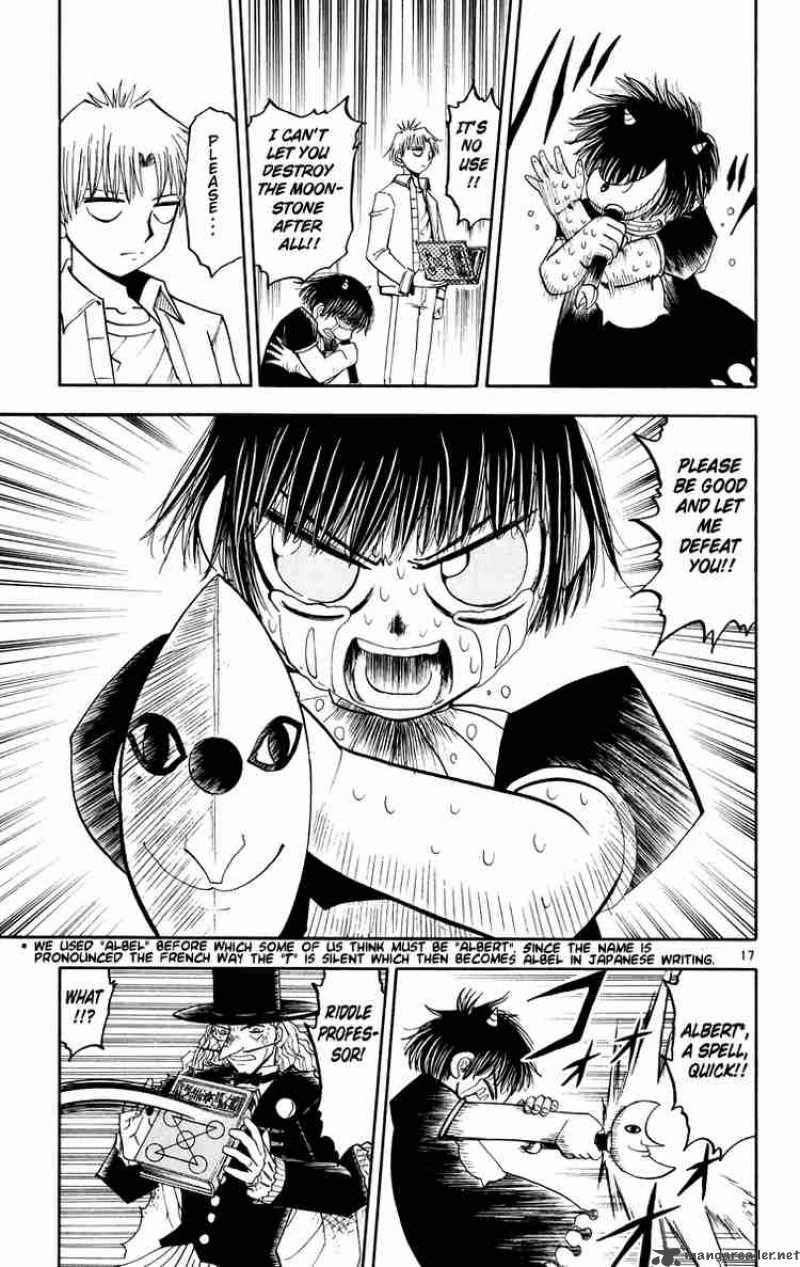 IT'S
NO
USE
!!
I CAN'T
LET YOU
DESTROY
THE MOON-
STONE
AFTER
ALL!!
PLEASE...
PLEASE
BE GOOD
AND LET
ME
DEFEAT
YOU!!
* WE USED "ALBEL" BEFORE WHICH SOME OF US THINK MUST BE "ALBERT". SINCE THE NAME IS
PRONOUNCED THE FRENCH WAY THE "T" IS SILENT WHICH THEN BECOMES ALBEL IN JAPANESE WRITING.
17
ALBERT*,
A SPELL,
QUICK!!
RIDDLE
PROFES-
SOR!
WHAT
!!?
mangareader.net